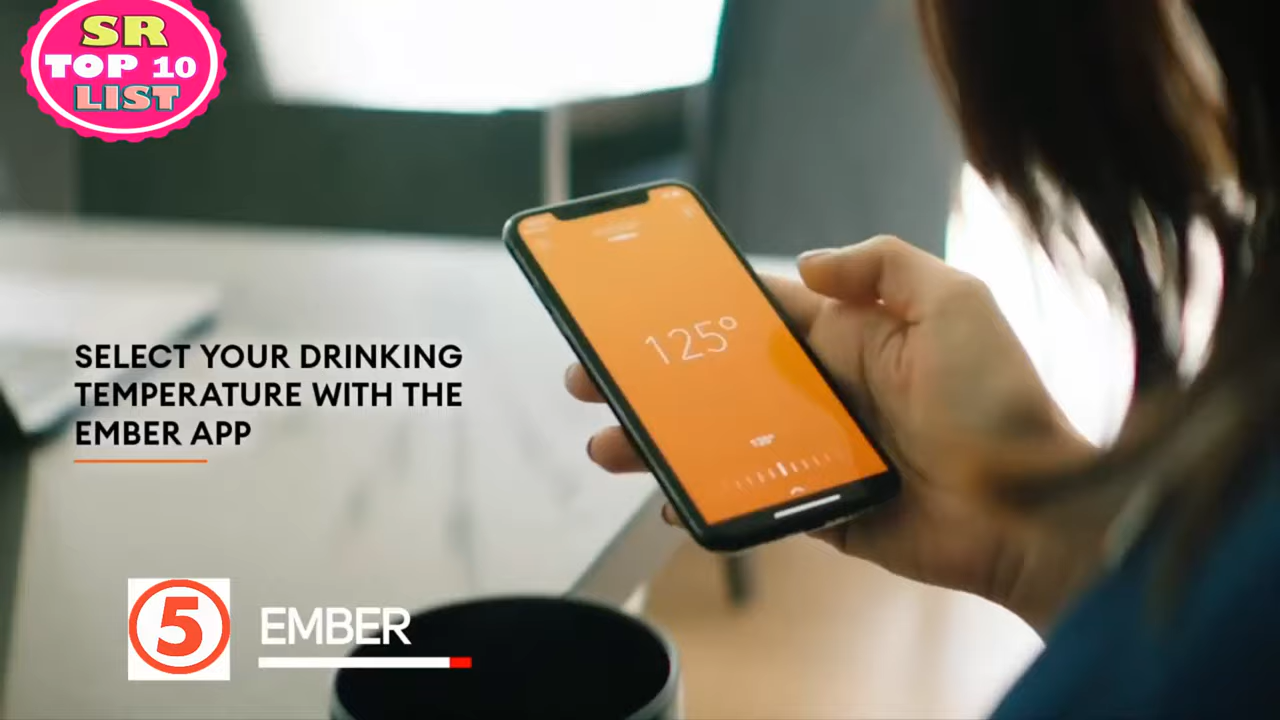 SR
TOP 10
LIST
125°
SELECT YOUR DRINKING
TEMPERATURE WITH THE
EMBER APP
5
EMBER